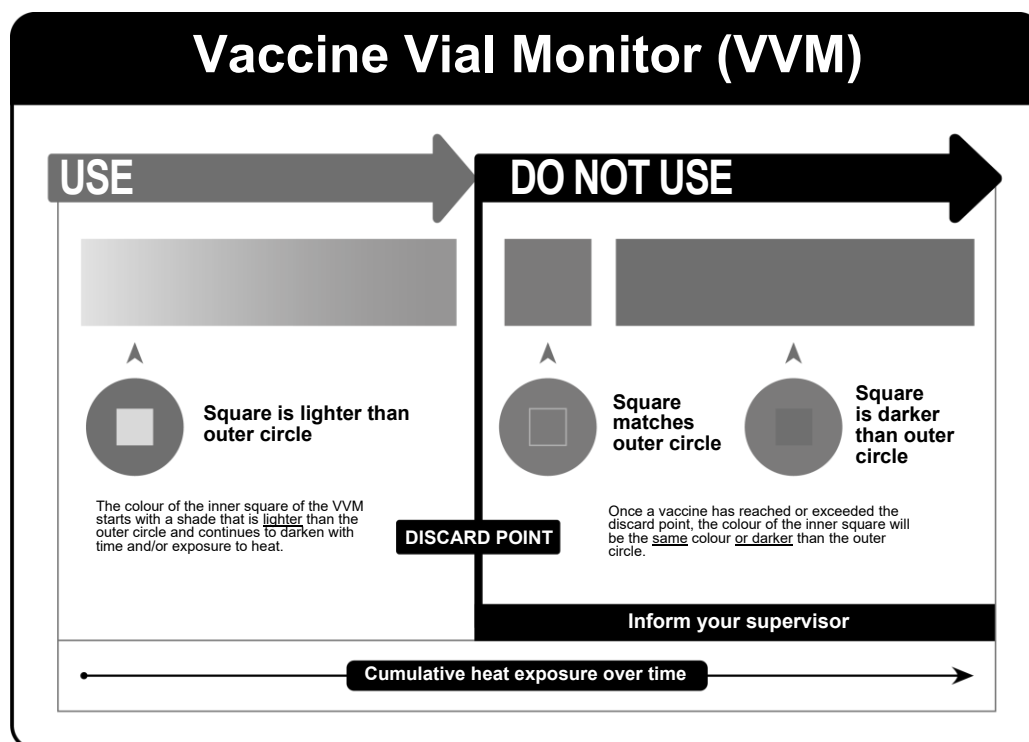 Vaccine Vial Monitor (VVM)
USE
DO NOT USE
Square is lighter than
outer circle
Square
matches
outer circle
Square
is darker
than outer
circle
The colour of the inner square of the VVM
starts with a shade that is lighter than the
outer circle and continues to darken with
time and/or exposure to heat.
DISCARD POINT
Once a vaccine has reached or exceeded the
discard point, the colour of the inner square will
be the same colour or darker than the outer
circle.
Inform your supervisor
Cumulative heat exposure over time